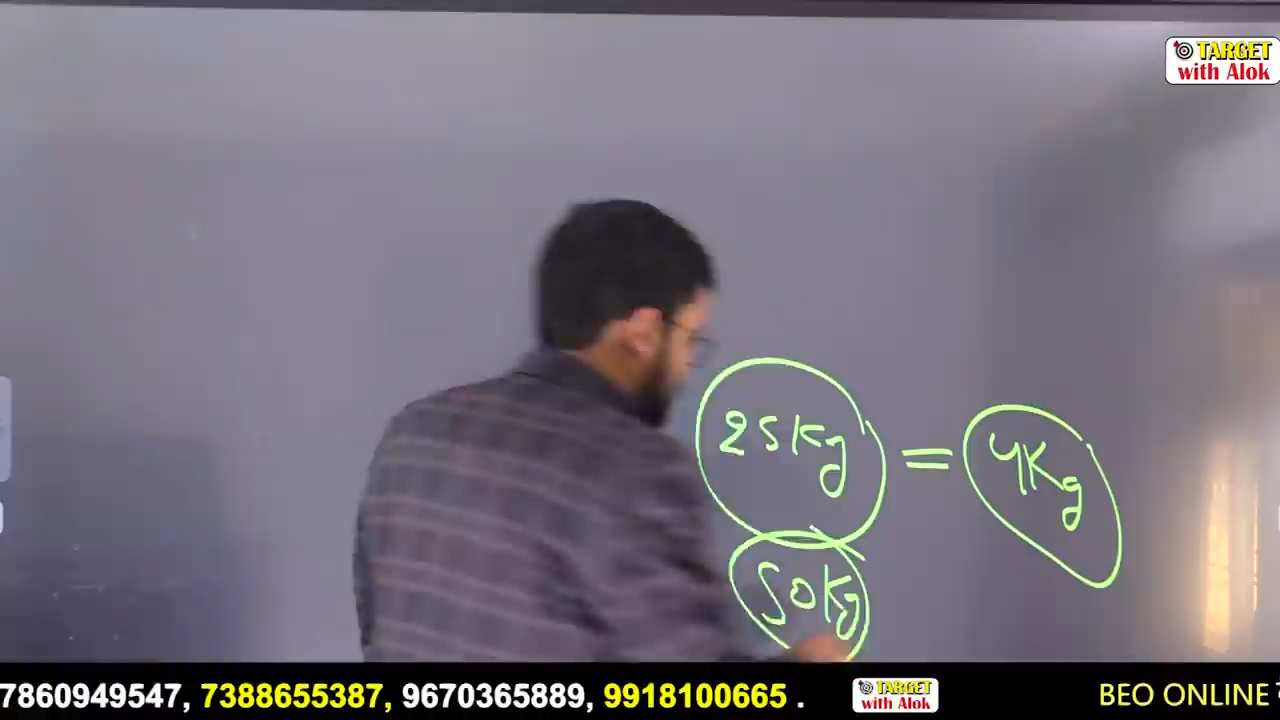 TARGET
with Alok
25Kg = 4Kg
50Kg
7860949547, 7388655387, 9670365889, 9918100665 .
TARGET
with Alok
BEO ONLINE